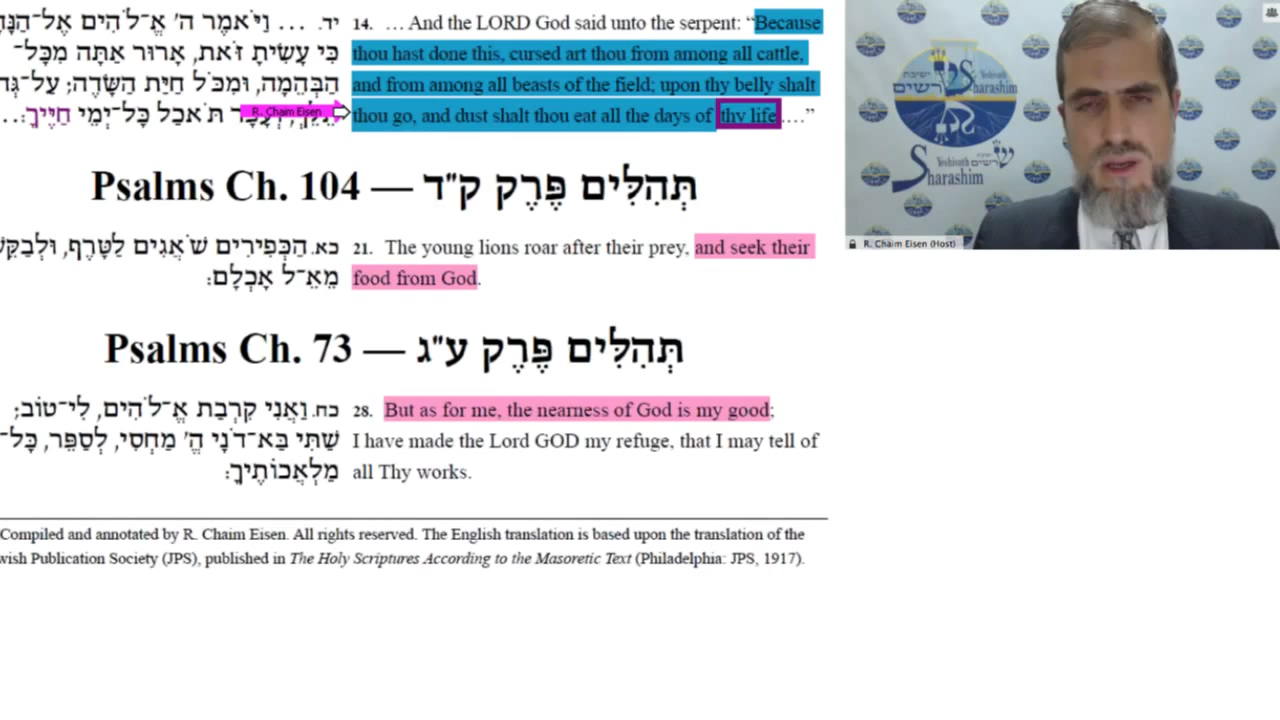 יד. ... וַיֹּאמֶר ה' אֱ־לֹהִים אֶל־
כִּי עָשִׂיתָ זֹּאת, אָרוּר אַתָּה מִכָּל־
הַבְּהֵמָה, וּמִכֹּל חַיַּת הַשָּׂדֶה; עַל־
תֹּאכַל כָּל־יְמֵי חַיֶּיךָ:...
R. Chaim Eisen
14. ...And the LORD God said unto the serpent: “Because
thou hast done this, cursed art thou from among all cattle,
and from among all beasts of the field; upon thy belly shalt
thou go, and dust shalt thou eat all the days of thy life....”
Psalms Ch. 104 — תְּהִלִּים פֶּרֶק ק"ד
כא. הַכְּפִירִים שֹׁאֲגִים לַטָּרֶף,
מֵאֵ־ל אָכְלָם:
21. The young lions roar after their prey, and seek their
food from God.
Psalms Ch. 73 — תְּהִלִּים פֶּרֶק ע"ג
כח. וַאֲנִי קִרְבַת אֱ־לֹהִים, לִי־טוֹב;
שַׁתִּי בַּא־דֹנָי ה' מַחְסִי, לְסַפֵּר, כָּל־
מַלְאֲכוֹתֶיךָ:
28. But as for me, the nearness of God is my good;
I have made the Lord GOD my refuge, that I may tell of
all Thy works.
Compiled and annotated by R. Chaim Eisen. All rights reserved. The English translation is based upon the translation of the
wish Publication Society (JPS), published in The Holy Scriptures According to the Masoretic Text (Philadelphia: JPS, 1917).
ישיבת
שרשים
Yeshivath
Sharashim
Yeshivath
Sharashim
R. Chaim Eisen (Host)